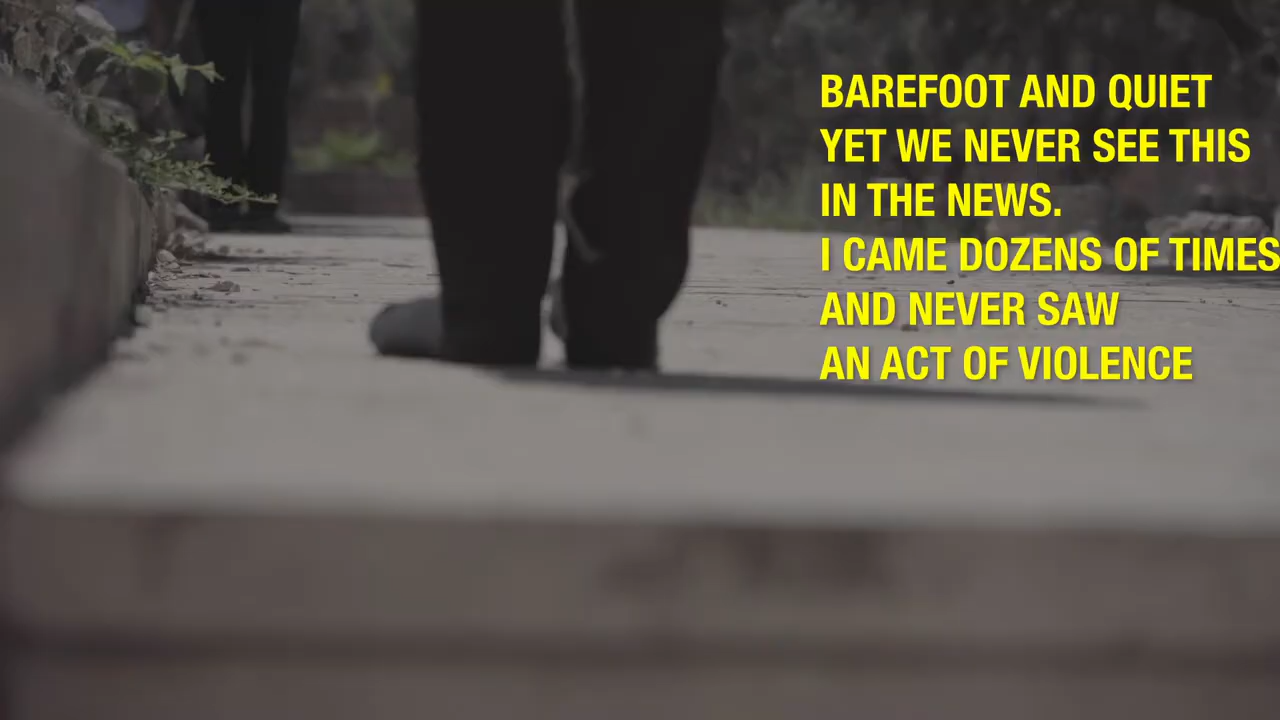 BAREFOOT AND QUIET
YET WE NEVER SEE THIS
IN THE NEWS.
I CAME DOZENS OF TIMES
AND NEVER SAW
AN ACT OF VIOLENCE